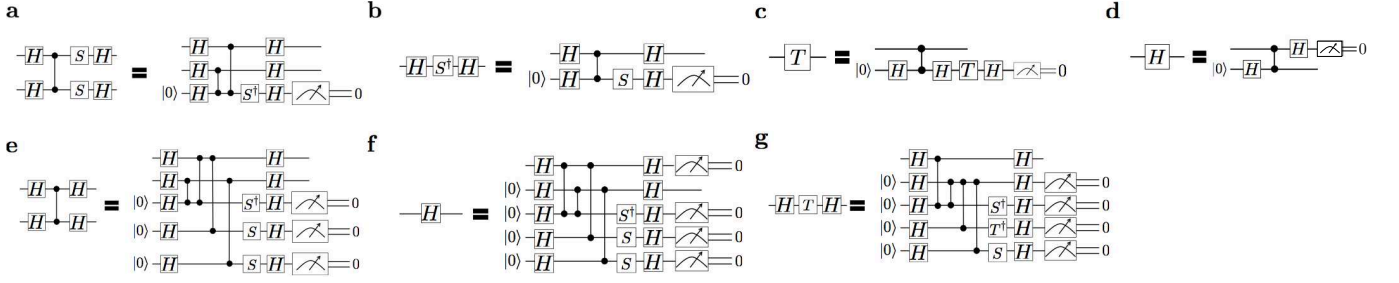 a
H S H
H S H
=
H H
H H
|0⟩ H S† H 0
b
H S† H =
H H
|0⟩ H S H 0
c
T =
|0⟩ H H T H 0
d
H =
H 0
|0⟩ H
e
H H
H H
=
H H
H H
|0⟩ H S† H 0
|0⟩ H S H 0
|0⟩ H S H 0
f
H =
H H 0
|0⟩ H H
|0⟩ H S† H 0
|0⟩ H S H 0
|0⟩ H S H 0
g
H T H =
H H
|0⟩ H H 0
|0⟩ H S† H 0
|0⟩ H T† H 0
|0⟩ H S H 0